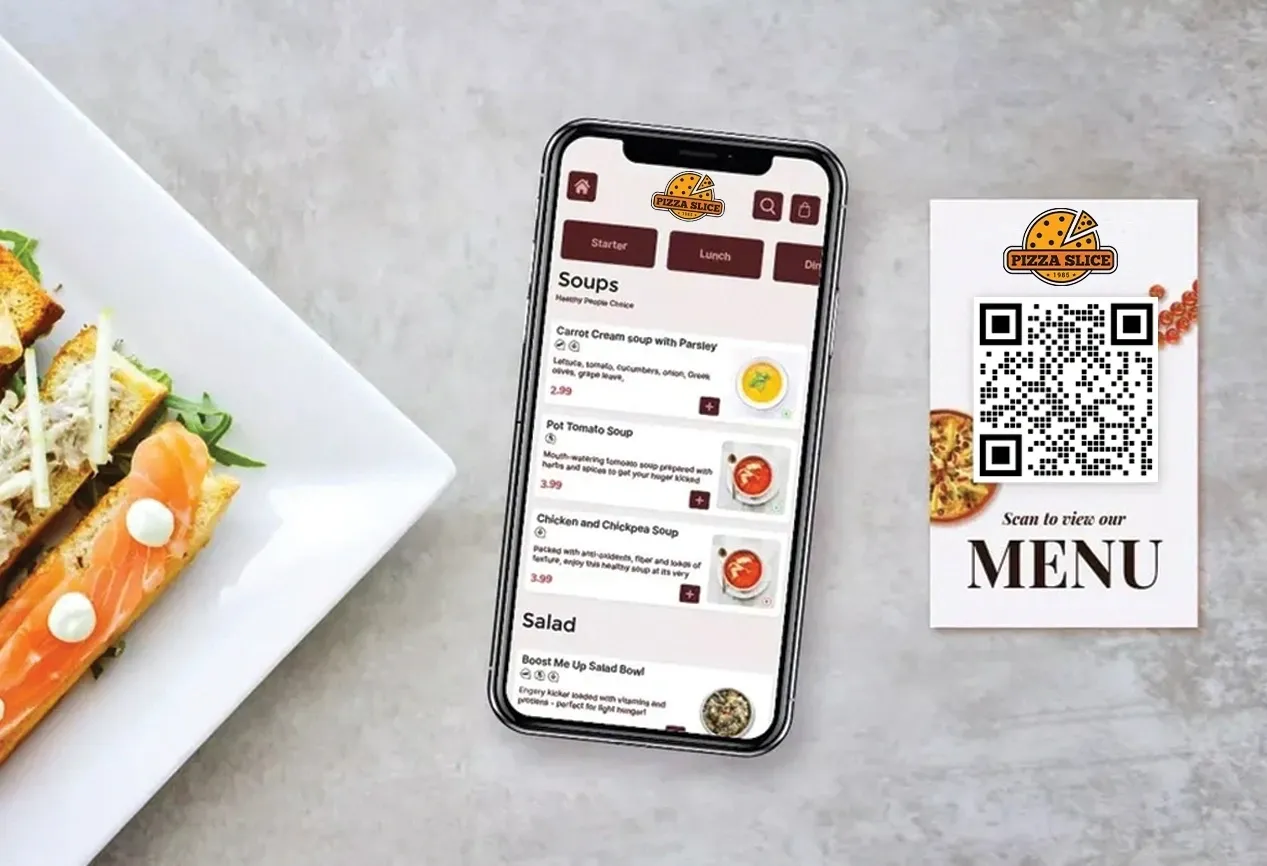 PIZZA SLICE
1985
Starter
Lunch
Din
Soups
Healthy People Choice
Carrot Cream soup with Parsley
Lettuce, tomato, cucumbers, onion, Greek
olives, grape leave,
2.99
Pot Tomato Soup
Mouth-watering tomoato soup prepared with
herbs and spices to get your huger kicked
3.99
Chicken and Chickpea Soup
Packed with anti-oxidents, fiber and loads of
texture, enjoy this healthy soup at its very
3.99
Salad
Boost Me Up Salad Bowl
Engery kicker loaded with vitamins and
protiens - perfect for light hunger!
PIZZA SLICE
1985
Scan to view our
MENU